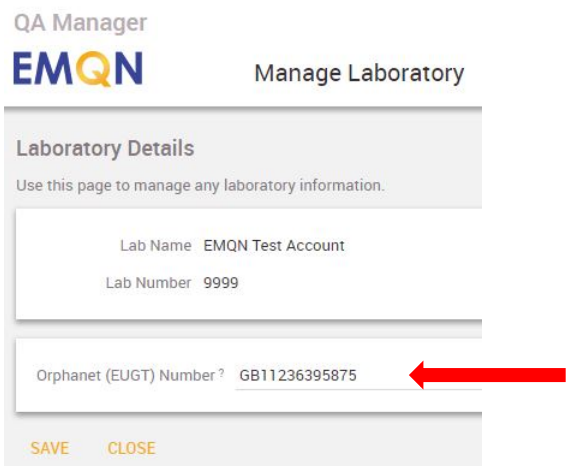 QA Manager
EMQN
Manage Laboratory
Laboratory Details
Use this page to manage any laboratory information.
Lab Name EMQN Test Account
Lab Number 9999
Orphanet (EUGT) Number ? GB11236395875
SAVE CLOSE